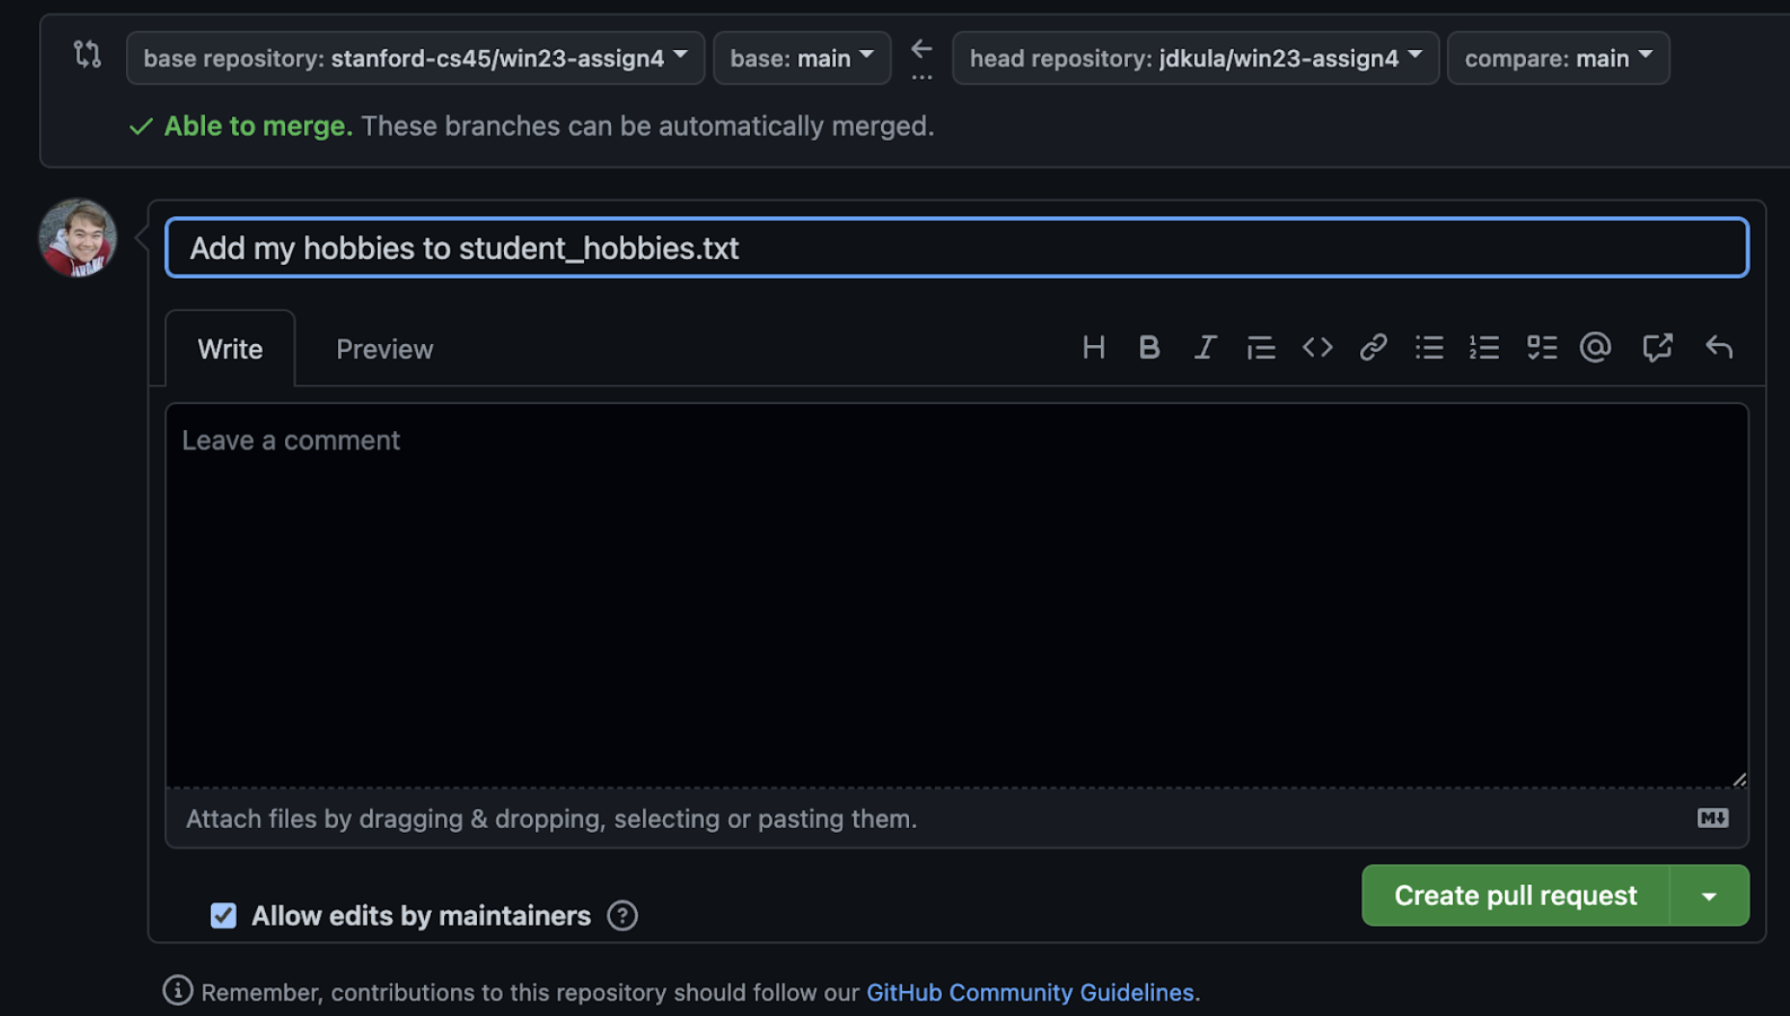 base repository: stanford-cs45/win23-assign4 base: main ... head repository: jdkula/win23-assign4 compare: main
Able to merge. These branches can be automatically merged.
Add my hobbies to student_hobbies.txt
Write Preview H B I @
Leave a comment
Attach files by dragging & dropping, selecting or pasting them. M↓
Allow edits by maintainers ? Create pull request
Remember, contributions to this repository should follow our GitHub Community Guidelines.